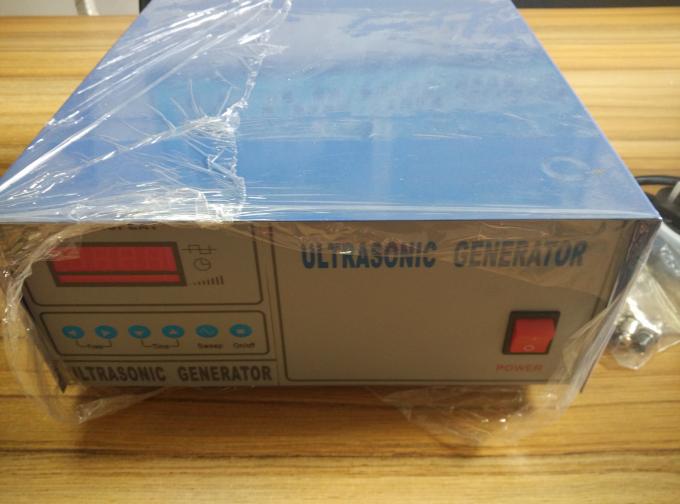 ULTRASONIC GENERATOR
Time Sweep On/off
ULTRASONIC GENERATOR
POWER